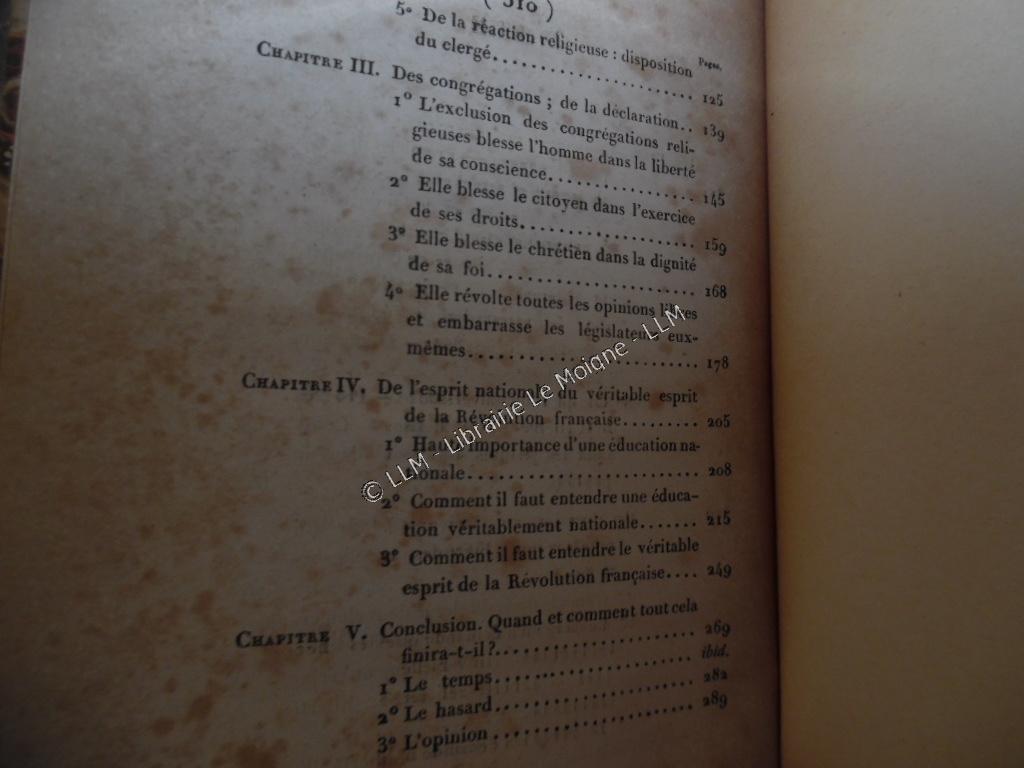 ( 310 )
Pages.
5° De la réaction religieuse : disposition
du clergé.................... 125
CHAPITRE III. Des congrégations ; de la déclaration.. 139
1° L'exclusion des congrégations reli-
gieuses blesse l'homme dans la liberté
de sa conscience................. 145
2° Elle blesse le citoyen dans l'exercice
de ses droits.................... 159
3° Elle blesse le chrétien dans la dignité
de sa foi....................... 168
4° Elle révolte toutes les opinions libres
et embarrasse les législateurs eux-
mêmes......................... 178
CHAPITRE IV. De l'esprit national et du véritable esprit
de la Révolution française......... 205
1° Haute importance d'une éducation na-
tionale......................... 208
2° Comment il faut entendre une éduca-
tion véritablement nationale....... 215
3° Comment il faut entendre le véritable
esprit de la Révolution française.... 249
CHAPITRE V. Conclusion. Quand et comment tout cela
finira-t-il ?.................... 269
1° Le temps.................... ibid.
2° Le hasard.................... 282
3° L'opinion.................... 289
© LLM - Librairie Le Moigne - LLM